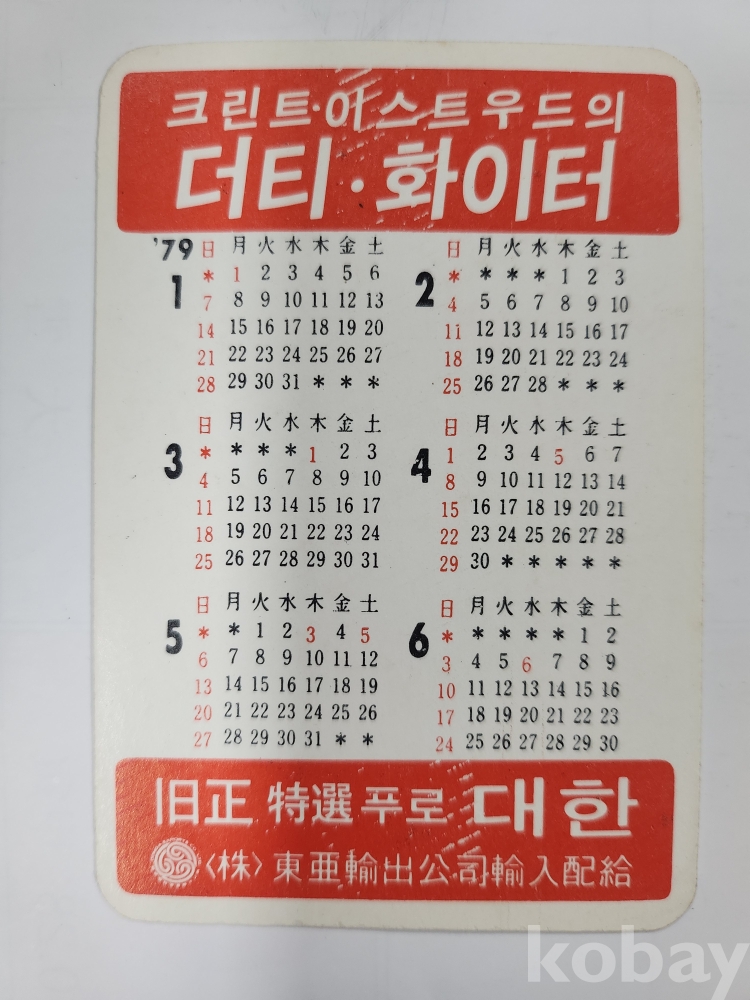 크린트·이스트우드의
더티·화이터
'79
1
日 月 火 水 木 金 土
* 1 2 3 4 5 6
7 8 9 10 11 12 13
14 15 16 17 18 19 20
21 22 23 24 25 26 27
28 29 30 31 * * *
2
日 月 火 水 木 金 土
* * * * 1 2 3
4 5 6 7 8 9 10
11 12 13 14 15 16 17
18 19 20 21 22 23 24
25 26 27 28 * * *
3
日 月 火 水 木 金 土
* * * * 1 2 3
4 5 6 7 8 9 10
11 12 13 14 15 16 17
18 19 20 21 22 23 24
25 26 27 28 29 30 31
4
日 月 火 水 木 金 土
1 2 3 4 5 6 7
8 9 10 11 12 13 14
15 16 17 18 19 20 21
22 23 24 25 26 27 28
29 30 * * * * *
5
日 月 火 水 木 金 土
* * 1 2 3 4 5
6 7 8 9 10 11 12
13 14 15 16 17 18 19
20 21 22 23 24 25 26
27 28 29 30 31 * *
6
日 月 火 水 木 金 土
* * * * * 1 2
3 4 5 6 7 8 9
10 11 12 13 14 15 16
17 18 19 20 21 22 23
24 25 26 27 28 29 30
旧正 特選 푸로 대한
〈株〉東亜輸出公司輸入配給
kobay